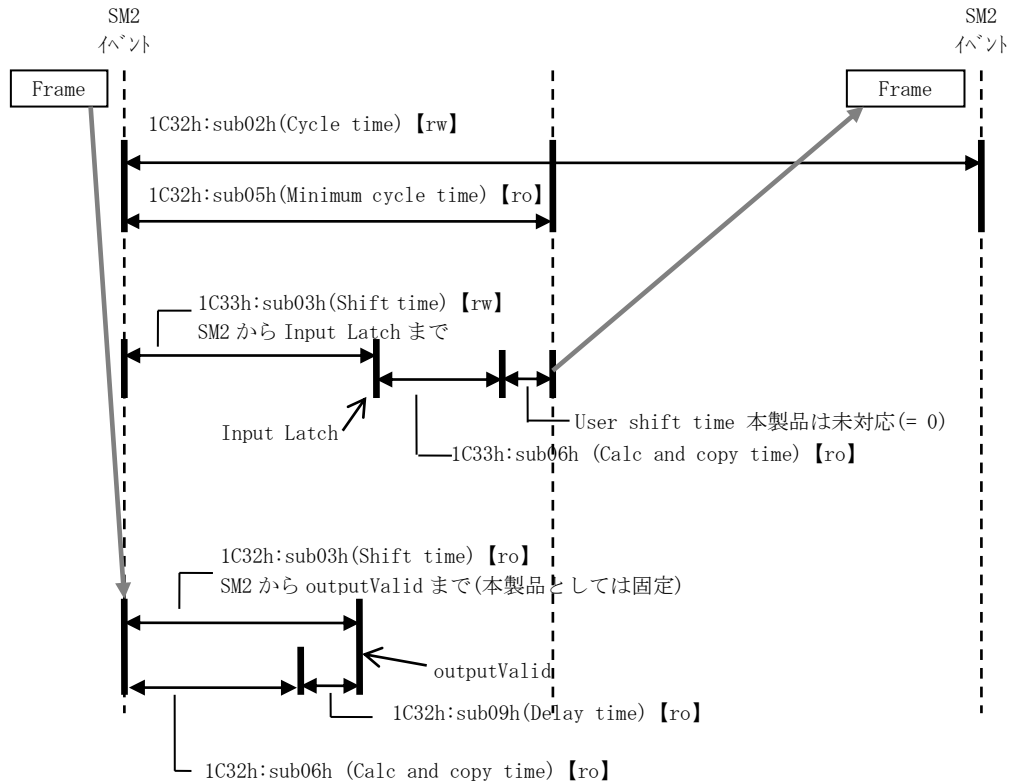 SM2
イベント
SM2
イベント
Frame
Frame
1C32h:sub02h(Cycle time)【rw】
1C32h:sub05h(Minimum cycle time)【ro】
1C33h:sub03h(Shift time)【rw】
SM2 から Input Latch まで
Input Latch
User shift time 本製品は未対応(= 0)
1C33h:sub06h (Calc and copy time)【ro】
1C32h:sub03h(Shift time)【ro】
SM2 から outputValid まで(本製品としては固定)
outputValid
1C32h:sub09h(Delay time)【ro】
1C32h:sub06h (Calc and copy time)【ro】